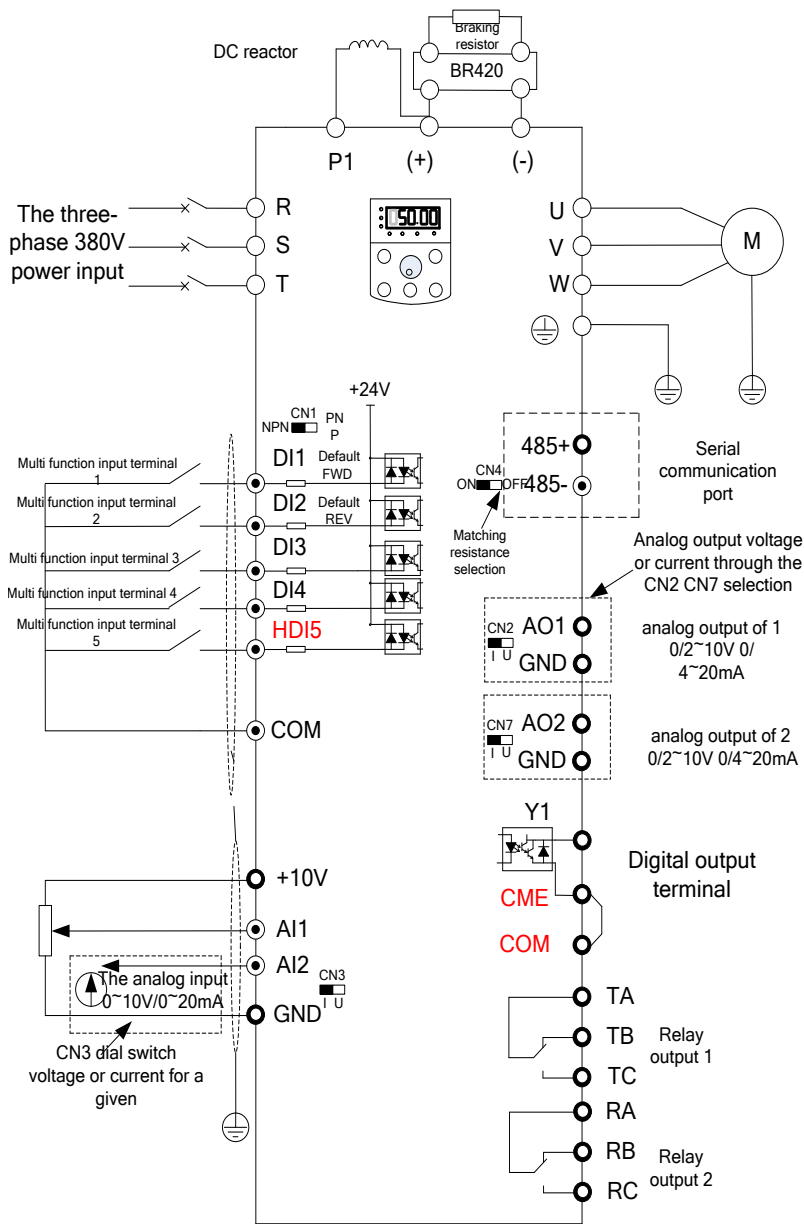 Braking
resistor
DC reactor
BR420
P1
(+)
(-)
The three-
phase 380V
power input
R
S
T
50.00
U
V
W
M
+24V
CN1
NPN
PN
P
Multi function input terminal
1
DI1
Default
FWD
Multi function input terminal
2
DI2
Default
REV
Multi function input terminal 3
DI3
Multi function input terminal 4
DI4
Multi function input terminal
5
HDI5
COM
485+
CN4
ON
OFF
485-
Serial
communication
port
Matching
resistance
selection
Analog output voltage
or current through the
CN2 CN7 selection
CN2
I U
AO1
GND
analog output of 1
0/2~10V 0/
4~20mA
CN7
I U
AO2
GND
analog output of 2
0/2~10V 0/4~20mA
Y1
CME
COM
Digital output
terminal
+10V
AI1
AI2
The analog input
0~10V/0~20mA
CN3
I U
GND
CN3 dial switch
voltage or current for a
given
TA
TB
TC
Relay
output 1
RA
RB
RC
Relay
output 2